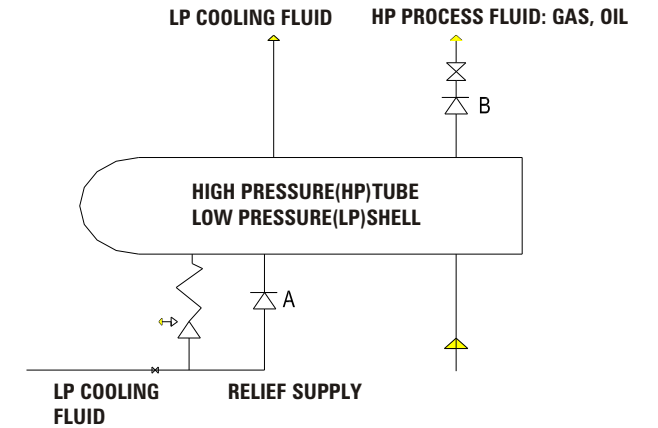 LP COOLING FLUID
HP PROCESS FLUID: GAS, OIL
B
HIGH PRESSURE(HP)TUBE
LOW PRESSURE(LP)SHELL
A
LP COOLING
FLUID
RELIEF SUPPLY